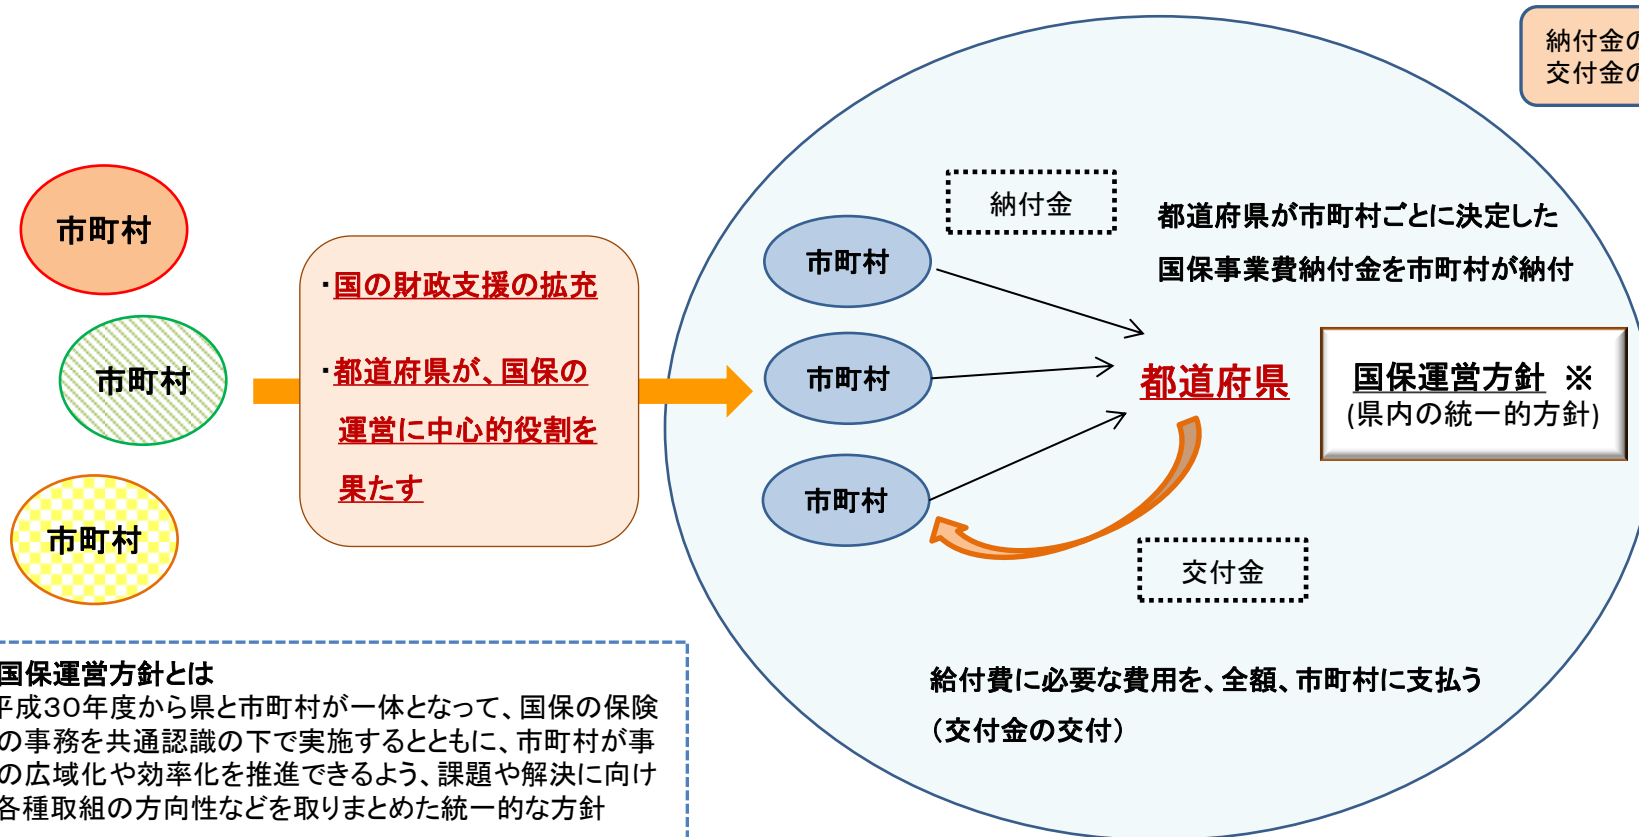 納付金の
交付金の
市町村
市町村
市町村
・国の財政支援の拡充
・都道府県が、国保の
運営に中心的役割を
果たす
市町村
市町村
市町村
納付金
都道府県が市町村ごとに決定した
国保事業費納付金を市町村が納付
都道府県
国保運営方針 ※
(県内の統一的方針)
交付金
給付費に必要な費用を、全額、市町村に支払う
（交付金の交付）
国保運営方針とは
平成３０年度から県と市町村が一体となって、国保の保険
の事務を共通認識の下で実施するとともに、市町村が事
の広域化や効率化を推進できるよう、課題や解決に向け
各種取組の方向性などを取りまとめた統一的な方針